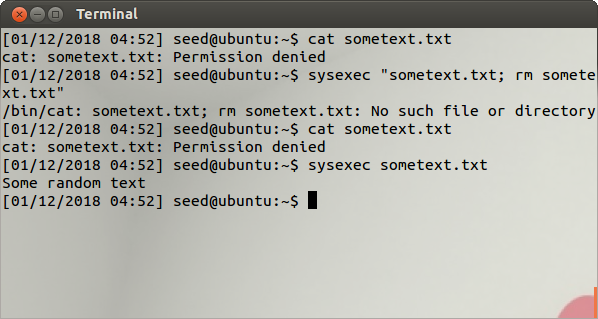 Terminal
[01/12/2018 04:52] seed@ubuntu:~$ cat sometext.txt
cat: sometext.txt: Permission denied
[01/12/2018 04:52] seed@ubuntu:~$ sysexec "sometext.txt; rm somete
xt.txt"
/bin/cat: sometext.txt; rm sometext.txt: No such file or directory
[01/12/2018 04:52] seed@ubuntu:~$ cat sometext.txt
cat: sometext.txt: Permission denied
[01/12/2018 04:52] seed@ubuntu:~$ sysexec sometext.txt
Some random text
[01/12/2018 04:52] seed@ubuntu:~$